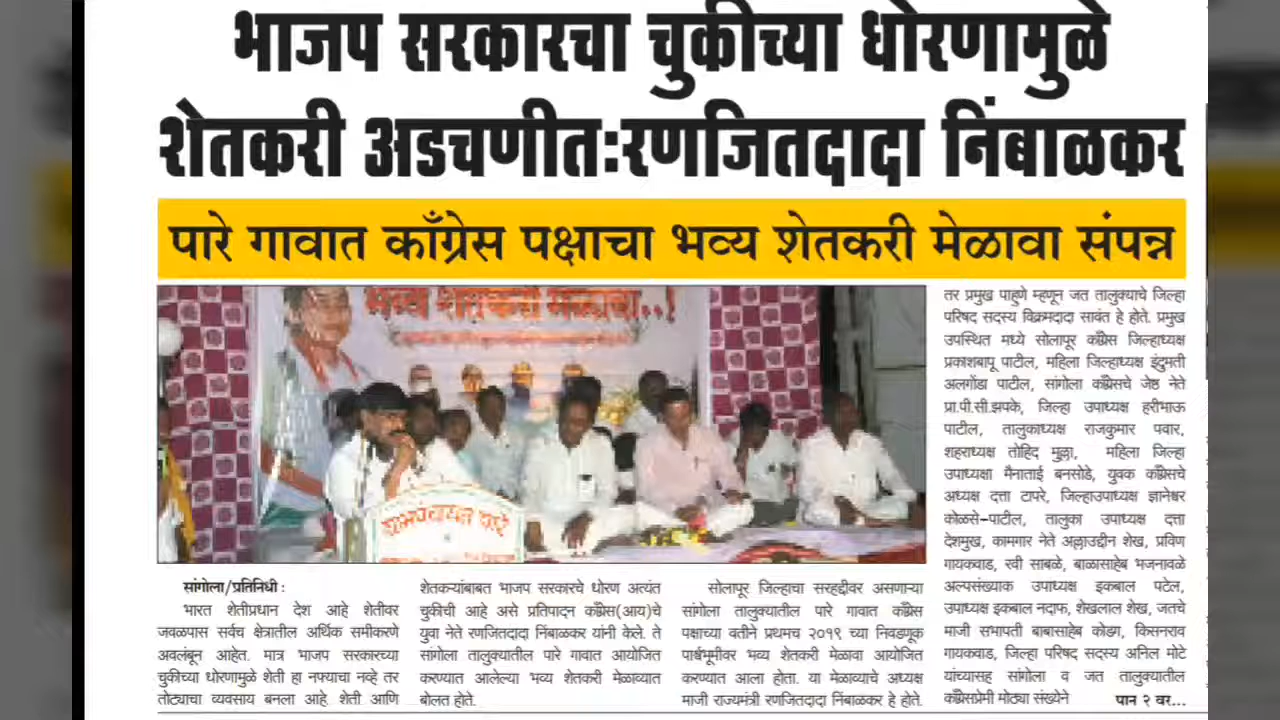 भाजप सरकारचा चुकीच्या धोरणामुळे
शेतकरी अडचणीत:रणजितदादा निंबाळकर
पारे गावात काँग्रेस पक्षाचा भव्य शेतकरी मेळावा संपन्न
भव्य शेतकरी मेळावा..!
ग्रामपंचायत पारे
सांगोला/प्रतिनिधी :
भारत शेतीप्रधान देश आहे शेतीवर
जवळपास सर्वच क्षेत्रातील आर्थिक समीकरणे
अवलंबून आहेत. मात्र भाजप सरकारच्या
चुकीच्या धोरणामुळे शेती हा नफ्याचा नव्हे तर
तोट्याचा व्यवसाय बनला आहे शेती आणि
शेतकऱ्यांबाबत भाजप सरकारचे धोरण अत्यंत
चुकीची आहे असे प्रतिपादन काँग्रेस(आय)चे
युवा नेते रणजितदादा निंबाळकर यांनी केले. ते
सांगोला तालुक्यातील पारे गावात आयोजित
करण्यात आलेल्या भव्य शेतकरी मेळाव्यात
बोलत होते.
सोलापूर जिल्हाचा सरहद्दीवर असणाऱ्या
सांगोला तालुक्यातील पारे गावात काँग्रेस
पक्षाच्या वतीने प्रथमच २०१९ च्या निवडणूक
पार्श्वभूमीवर भव्य शेतकरी मेळावा आयोजित
करण्यात आला होता. या मेळाव्याचे अध्यक्ष
माजी राज्यमंत्री रणजितदादा निंबाळकर हे होते.
तर प्रमुख पाहुणे म्हणून जत तालुक्याचे जिल्हा
परिषद सदस्य विक्रमदादा सावंत हे होते. प्रमुख
उपस्थित मध्ये सोलापूर काँग्रेस जिल्हाध्यक्ष
प्रकाशबापू पाटील, महिला जिल्हाध्यक्ष इंदुमती
अलगोंडा पाटील, सांगोला काँग्रेसचे जेष्ठ नेते
प्रा.पी.सी.झपके, जिल्हा उपाध्यक्ष हरीभाऊ
पाटील, तालुकाध्यक्ष राजकुमार पवार,
शहराध्यक्ष तोहिद मुल्ला, महिला जिल्हा
उपाध्यक्षा मैनाताई बनसोडे, युवक काँग्रेसचे
अध्यक्ष दत्ता टापरे, जिल्हाउपाध्यक्ष ज्ञानेश्वर
कोळसे-पाटील, तालुका उपाध्यक्ष दत्ता
देशमुख, कामगार नेते अल्लाउद्दीन शेख, प्रविण
गायकवाड, रवी साबळे, बाळासाहेब भजनावळे
अल्पसंख्याक उपाध्यक्ष इकबाल पटेल,
उपाध्यक्ष इकबाल नदाफ, शेखलाल शेख, जतचे
माजी सभापती बाबासाहेब कोडग, किसनराव
गायकवाड, जिल्हा परिषद सदस्य अनिल मोटे
यांच्यासह सांगोला व जत तालुक्यातील
काँग्रेसप्रेमी मोठ्या संख्येने पान २ वर...